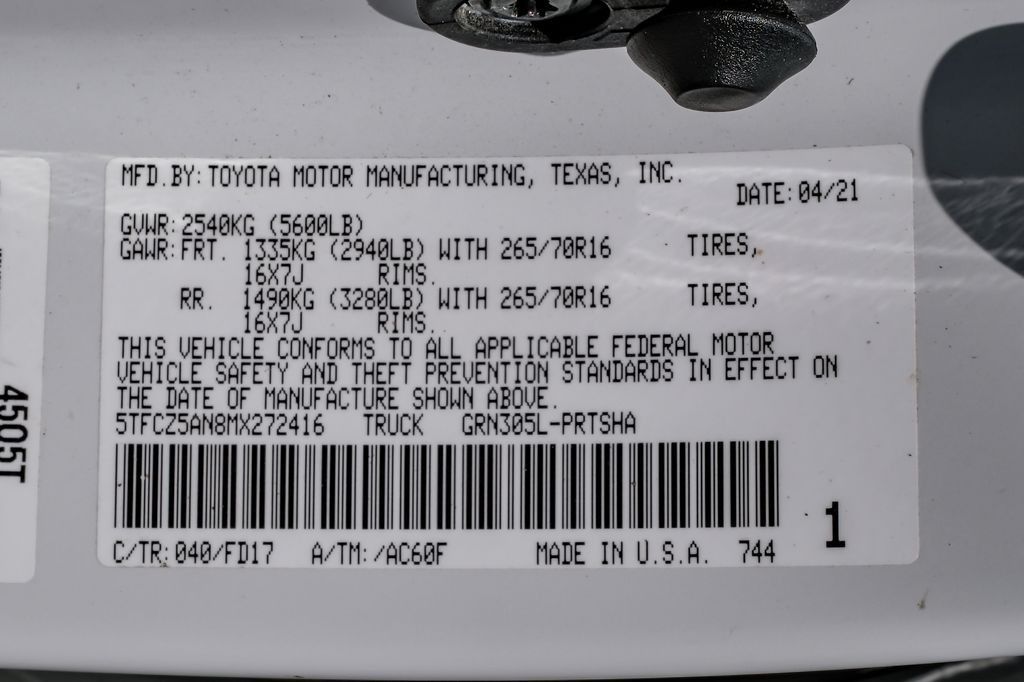 MFD.BY:TOYOTA MOTOR MANUFACTURING, TEXAS, INC.
DATE:04/21
GVWR:2540KG (5600LB)
GAWR:FRT. 1335KG (2940LB) WITH 265/70R16 TIRES,
16X7J RIMS.
RR. 1490KG (3280LB) WITH 265/70R16 TIRES,
16X7J RIMS.
THIS VEHICLE CONFORMS TO ALL APPLICABLE FEDERAL MOTOR
VEHICLE SAFETY AND THEFT PREVENTION STANDARDS IN EFFECT ON
THE DATE OF MANUFACTURE SHOWN ABOVE.
5TFCZ5AN8MX272416 TRUCK GRN305L-PRTSHA
C/TR:040/FD17 A/TM:/AC60F MADE IN U.S.A. 744
1
4505T